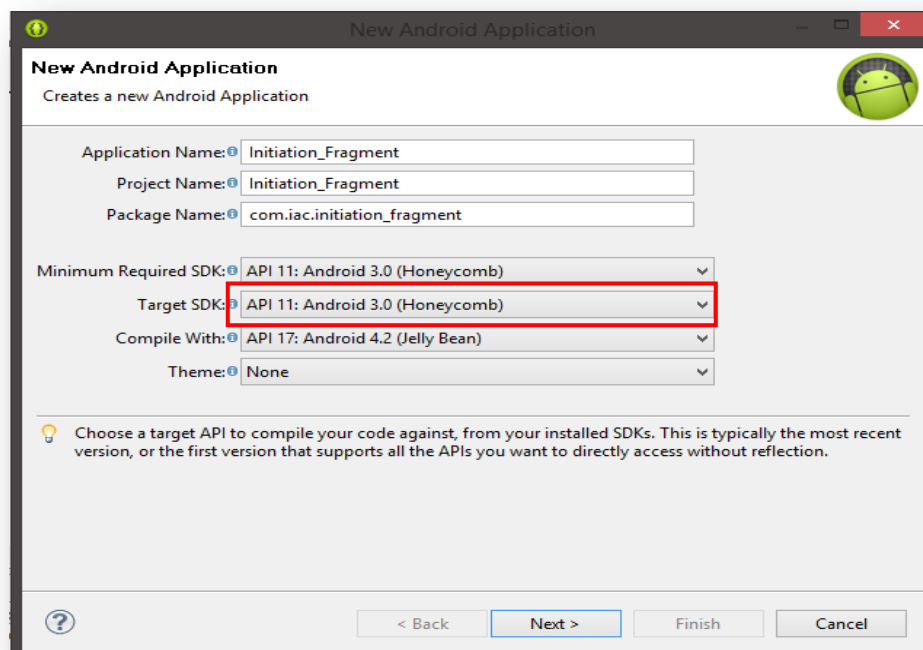 New Android Application
New Android Application
Creates a new Android Application
Application Name: Initiation_Fragment
Project Name: Initiation_Fragment
Package Name: com.iac.initiation_fragment
Minimum Required SDK: API 11: Android 3.0 (Honeycomb)
Target SDK: API 11: Android 3.0 (Honeycomb)
Compile With: API 17: Android 4.2 (Jelly Bean)
Theme: None
Choose a target API to compile your code against, from your installed SDKs. This is typically the most recent
version, or the first version that supports all the APIs you want to directly access without reflection.
? < Back Next > Finish Cancel